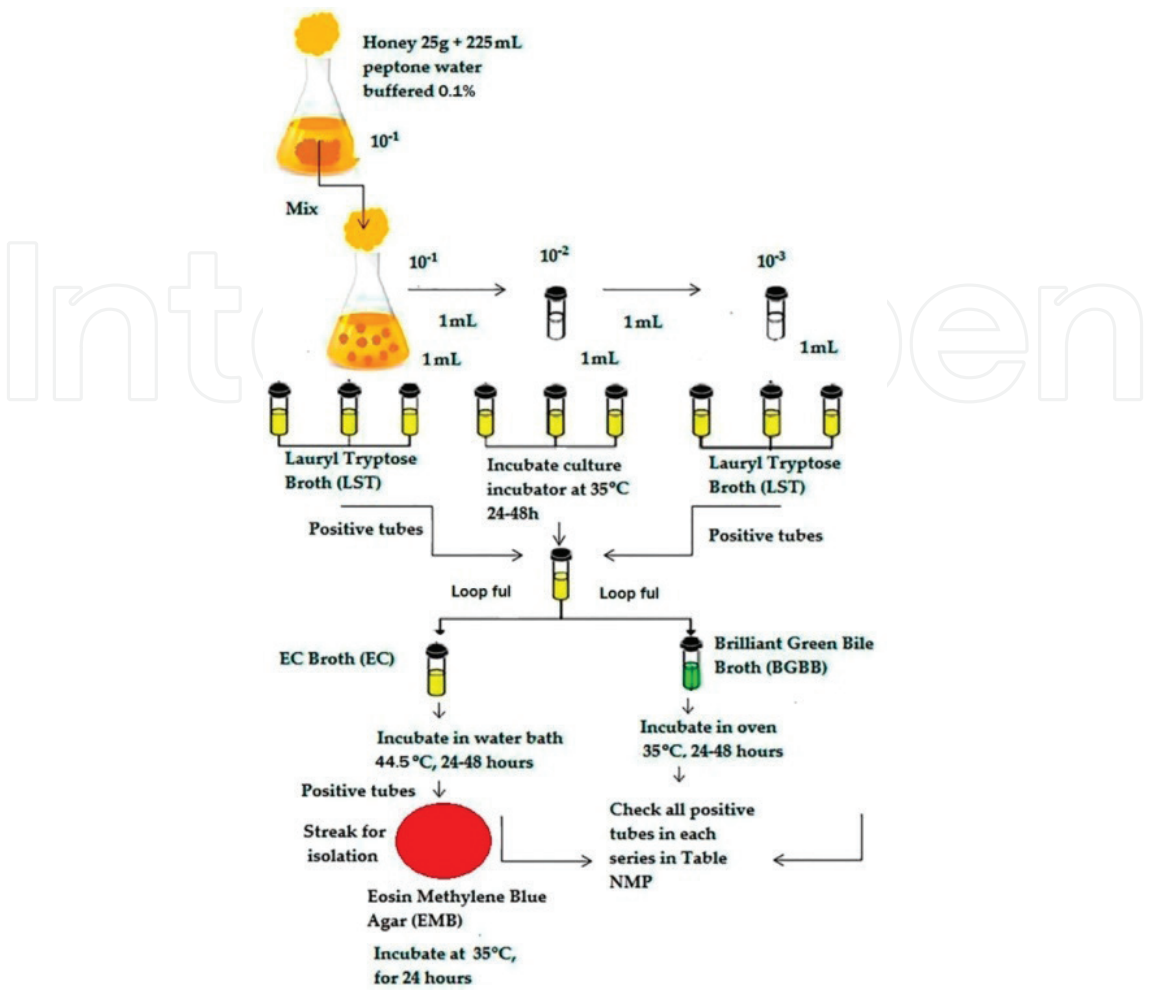 Honey 25g + 225mL
peptone water
buffered 0.1%
10⁻¹
Mix
10⁻¹
10⁻²
10⁻³
1mL
1mL
1mL
1mL
1mL
Lauryl Tryptose
Broth (LST)
Incubate culture
incubator at 35°C
24-48h
Lauryl Tryptose
Broth (LST)
Positive tubes
Positive tubes
Loop ful
Loop ful
EC Broth (EC)
Brilliant Green Bile
Broth (BGBB)
Incubate in water bath
44.5 °C, 24-48 hours
Incubate in oven
35°C, 24-48 hours
Positive tubes
Streak for
isolation
Check all positive
tubes in each
series in Table
NMP
Eosin Methylene Blue
Agar (EMB)
Incubate at 35°C,
for 24 hours